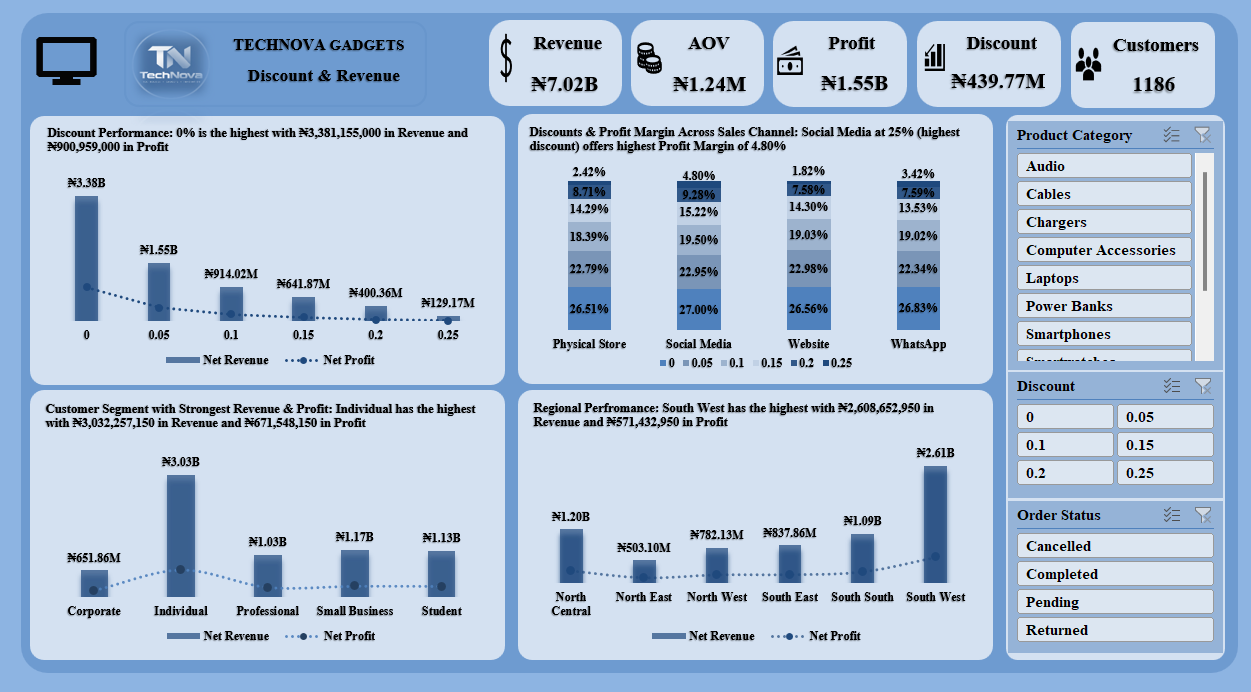 TECHNOVA GADGETS
Discount & Revenue
TN
TechNova
Revenue
₦7.02B
AOV
₦1.24M
Profit
₦1.55B
Discount
₦439.77M
Customers
1186
Discount Performance: 0% is the highest with ₦3,381,155,000 in Revenue and
₦900,959,000 in Profit
₦3.38B
₦1.55B
₦914.02M
₦641.87M
₦400.36M
₦129.17M
0 0.05 0.1 0.15 0.2 0.25
Net Revenue Net Profit
Discounts & Profit Margin Across Sales Channel: Social Media at 25% (highest
discount) offers highest Profit Margin of 4.80%
2.42% 4.80% 1.82% 3.42%
8.71% 9.28% 7.58% 7.59%
14.29% 15.22% 14.30% 13.53%
18.39% 19.50% 19.03% 19.02%
22.79% 22.95% 22.98% 22.34%
26.51% 27.00% 26.56% 26.83%
Physical Store Social Media Website WhatsApp
0 0.05 0.1 0.15 0.2 0.25
Customer Segment with Strongest Revenue & Profit: Individual has the highest
with ₦3,032,257,150 in Revenue and ₦671,548,150 in Profit
₦651.86M
₦3.03B
₦1.03B
₦1.17B
₦1.13B
Corporate Individual Professional Small Business Student
Net Revenue Net Profit
Regional Perfromance: South West has the highest with ₦2,608,652,950 in
Revenue and ₦571,432,950 in Profit
₦1.20B
₦503.10M
₦782.13M
₦837.86M
₦1.09B
₦2.61B
North North East North West South East South South South West
Central
Net Revenue Net Profit
Product Category
Audio
Cables
Chargers
Computer Accessories
Laptops
Power Banks
Smartphones
Smartwatches
Discount
0 0.05
0.1 0.15
0.2 0.25
Order Status
Cancelled
Completed
Pending
Returned